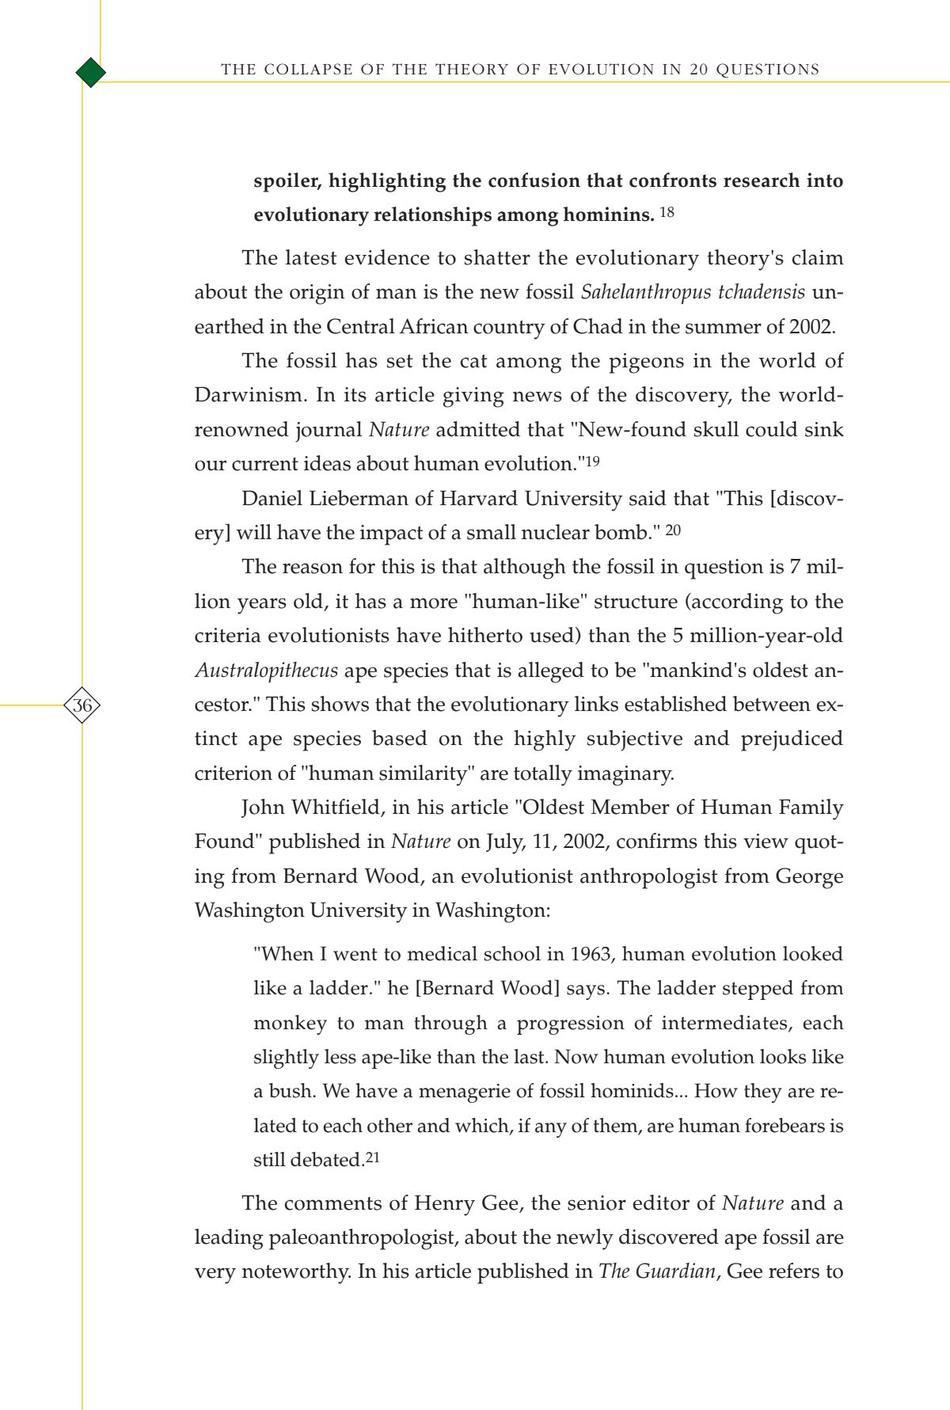 THE COLLAPSE OF THE THEORY OF EVOLUTION IN 20 QUESTIONS
spoiler, highlighting the confusion that confronts research into
evolutionary relationships among hominins. 18
The latest evidence to shatter the evolutionary theory's claim
about the origin of man is the new fossil Sahelanthropus tchadensis un-
earthed in the Central African country of Chad in the summer of 2002.
The fossil has set the cat among the pigeons in the world of
Darwinism. In its article giving news of the discovery, the world-
renowned journal Nature admitted that "New-found skull could sink
our current ideas about human evolution."19
Daniel Lieberman of Harvard University said that "This [discov-
ery] will have the impact of a small nuclear bomb." 20
The reason for this is that although the fossil in question is 7 mil-
lion years old, it has a more "human-like" structure (according to the
criteria evolutionists have hitherto used) than the 5 million-year-old
Australopithecus ape species that is alleged to be "mankind's oldest an-
cestor." This shows that the evolutionary links established between ex-
tinct ape species based on the highly subjective and prejudiced
criterion of "human similarity" are totally imaginary.
John Whitfield, in his article "Oldest Member of Human Family
Found" published in Nature on July, 11, 2002, confirms this view quot-
ing from Bernard Wood, an evolutionist anthropologist from George
Washington University in Washington:
"When I went to medical school in 1963, human evolution looked
like a ladder." he [Bernard Wood] says. The ladder stepped from
monkey to man through a progression of intermediates, each
slightly less ape-like than the last. Now human evolution looks like
a bush. We have a menagerie of fossil hominids... How they are re-
lated to each other and which, if any of them, are human forebears is
still debated.21
The comments of Henry Gee, the senior editor of Nature and a
leading paleoanthropologist, about the newly discovered ape fossil are
very noteworthy. In his article published in The Guardian, Gee refers to
36